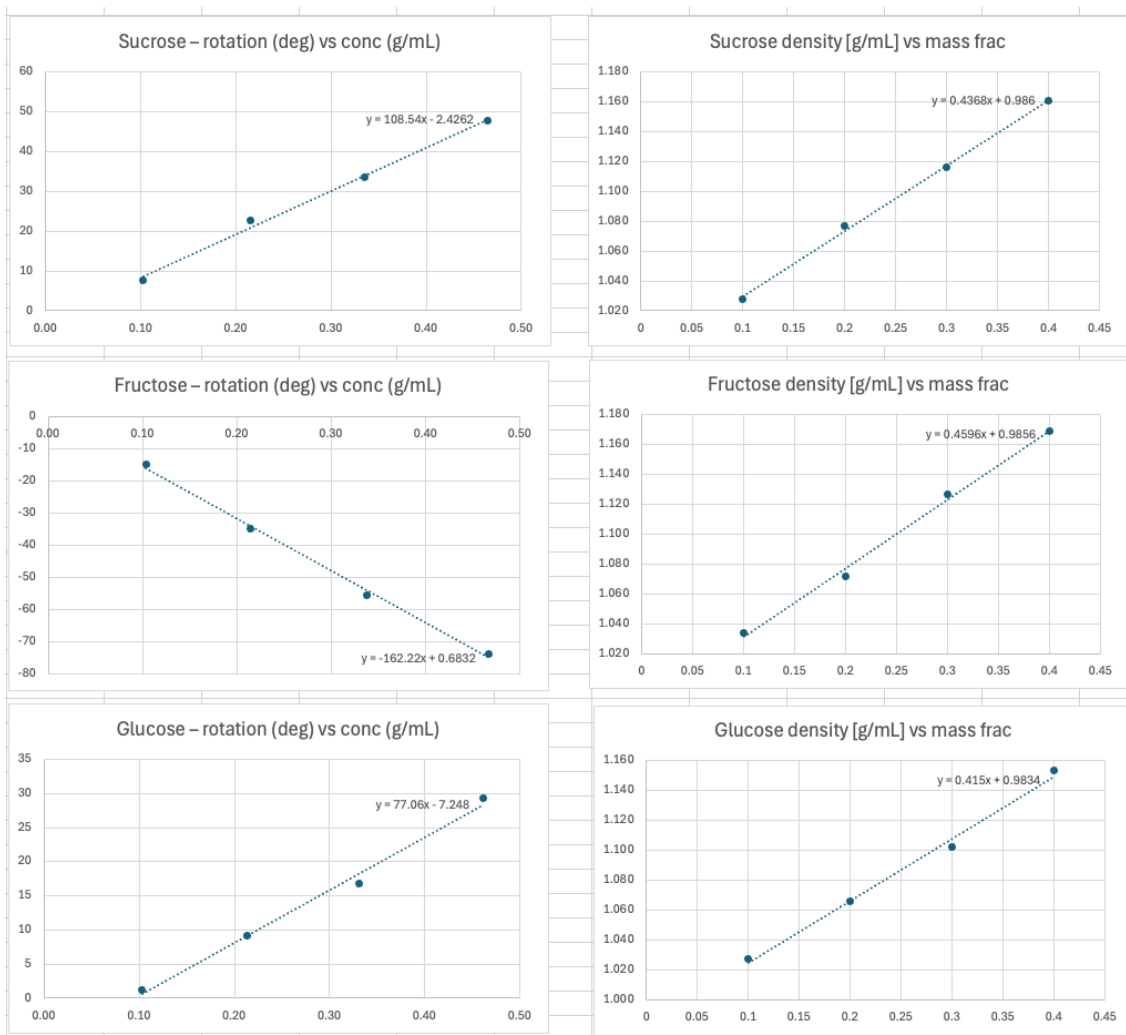 Sucrose – rotation (deg) vs conc (g/mL)
60
50
40
30
20
10
0
y = 108.54x - 2.4262
0.00 0.10 0.20 0.30 0.40 0.50
Sucrose density [g/mL] vs mass frac
1.180
1.160
1.140
1.120
1.100
1.080
1.060
1.040
1.020
y = 0.4368x + 0.986
0 0.05 0.1 0.15 0.2 0.25 0.3 0.35 0.4 0.45
Fructose – rotation (deg) vs conc (g/mL)
0
0.00 0.10 0.20 0.30 0.40 0.50
-10
-20
-30
-40
-50
-60
-70
-80
y = -162.22x + 0.6832
Fructose density [g/mL] vs mass frac
1.180
1.160
1.140
1.120
1.100
1.080
1.060
1.040
1.020
y = 0.4596x + 0.9856
0 0.05 0.1 0.15 0.2 0.25 0.3 0.35 0.4 0.45
Glucose – rotation (deg) vs conc (g/mL)
35
30
25
20
15
10
5
0
y = 77.06x - 7.248
0.00 0.10 0.20 0.30 0.40 0.50
Glucose density [g/mL] vs mass frac
1.160
1.140
1.120
1.100
1.080
1.060
1.040
1.020
1.000
y = 0.415x + 0.9834
0 0.05 0.1 0.15 0.2 0.25 0.3 0.35 0.4 0.45